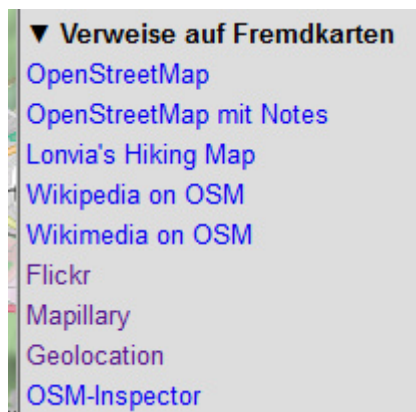 ▼ Verweise auf Fremdkarten
OpenStreetMap
OpenStreetMap mit Notes
Lonvia's Hiking Map
Wikipedia on OSM
Wikimedia on OSM
Flickr
Mapillary
Geolocation
OSM-Inspector